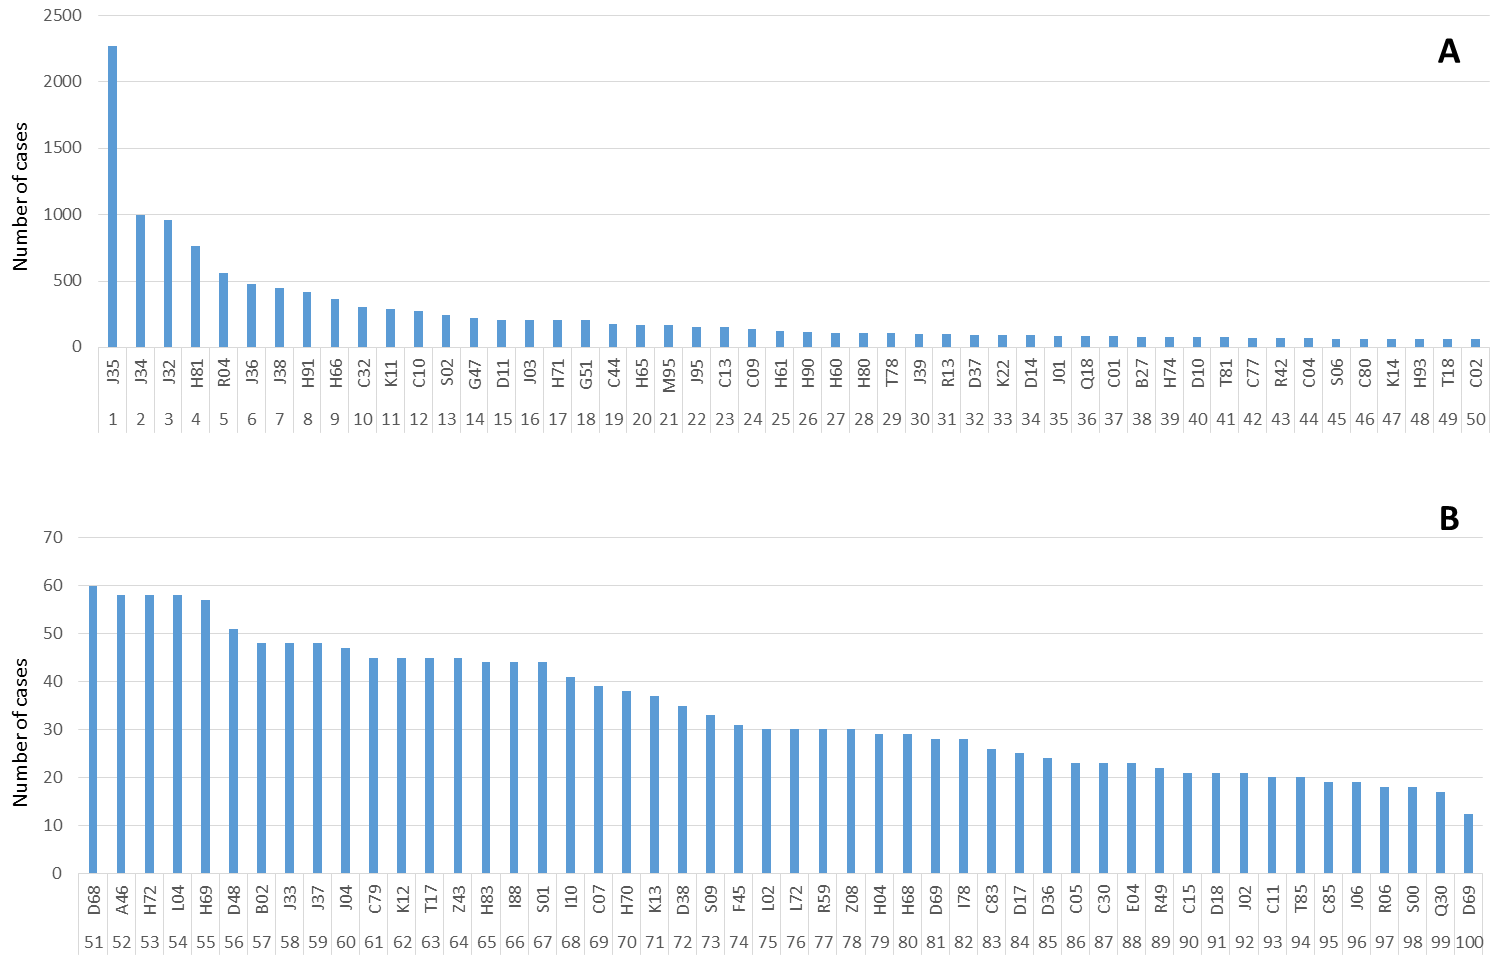 A
Number of cases
2500
2000
1500
1000
500
0
J35 J34 J32 H81 R04 J36 J38 H91 H66 C32 K11 C10 S02 G47 D11 J03 H71 G51 C44 H65 M95 J95 C13 C09 H61 H90 H60 H80 T78 J39 R13 D37 K22 D14 J01 Q18 C01 B27 H74 D10 T81 C77 R42 C04 S06 C80 K14 H93 T18 C02
1 2 3 4 5 6 7 8 9 10 11 12 13 14 15 16 17 18 19 20 21 22 23 24 25 26 27 28 29 30 31 32 33 34 35 36 37 38 39 40 41 42 43 44 45 46 47 48 49 50
B
Number of cases
70
60
50
40
30
20
10
0
D68 A46 H72 L04 H69 D48 B02 J33 J37 J04 C79 K12 T17 Z43 H83 I88 S01 I10 C07 H70 K13 D38 S09 F45 L02 L72 R59 Z08 H04 H68 D69 I78 C83 D17 D36 C05 C30 E04 R49 C15 D18 J02 C11 T85 C85 J06 R06 S00 Q30 D69
51 52 53 54 55 56 57 58 59 60 61 62 63 64 65 66 67 68 69 70 71 72 73 74 75 76 77 78 79 80 81 82 83 84 85 86 87 88 89 90 91 92 93 94 95 96 97 98 99 100